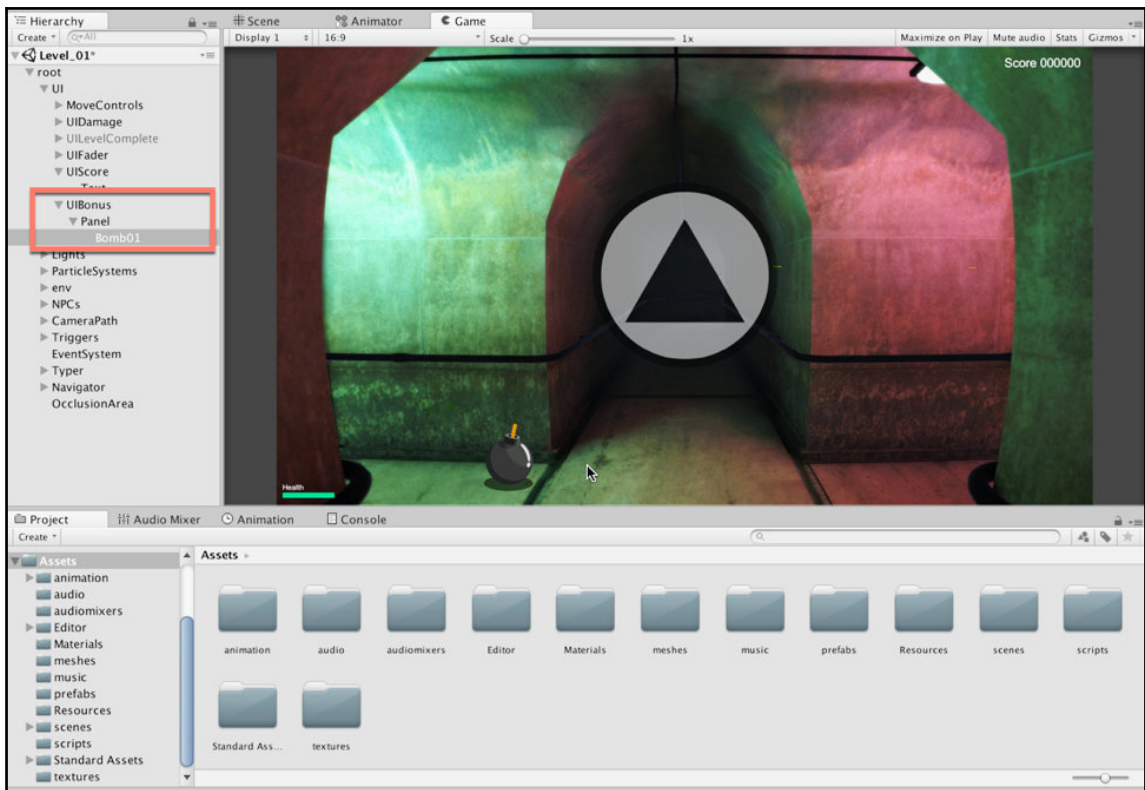 Hierarchy
Create
Q▾All
Level_01*
root
UI
MoveControls
UIDamage
UILevelComplete
UIFader
UIScore
Text
UIBonus
Panel
Bomb01
Lights
ParticleSystems
env
NPCs
CameraPath
Triggers
EventSystem
Typer
Navigator
OcclusionArea
Scene Animator Game
Display 1 16:9 Scale 1x Maximize on Play Mute audio Stats Gizmos
Score 000000
Health
Project Audio Mixer Animation Console
Create
Assets
animation
audio
audiomixers
Editor
Materials
meshes
music
prefabs
Resources
scenes
scripts
Standard Assets
textures
Assets
animation audio audiomixers Editor Materials meshes music prefabs Resources scenes scripts
Standard Ass... textures